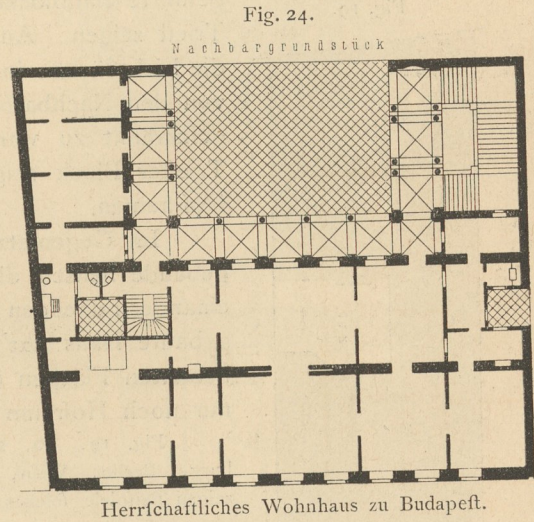 Fig. 24.
Nachbargrundstück
Herrſchaftliches Wohnhaus zu Budapeſt.